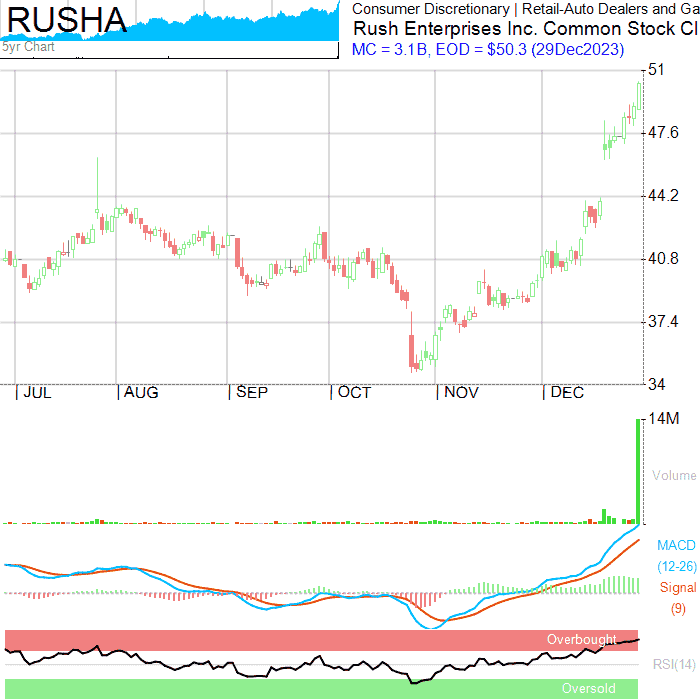 RUSHA
5yr Chart
Consumer Discretionary | Retail-Auto Dealers and Ga
Rush Enterprises Inc. Common Stock Cl
MC = 3.1B, EOD = $50.3 (29Dec2023)
51
47.6
44.2
40.8
37.4
34
JUL AUG SEP OCT NOV DEC
14M
Volume
MACD
(12-26)
Signal
(9)
Overbought
RSI(14)
Oversold